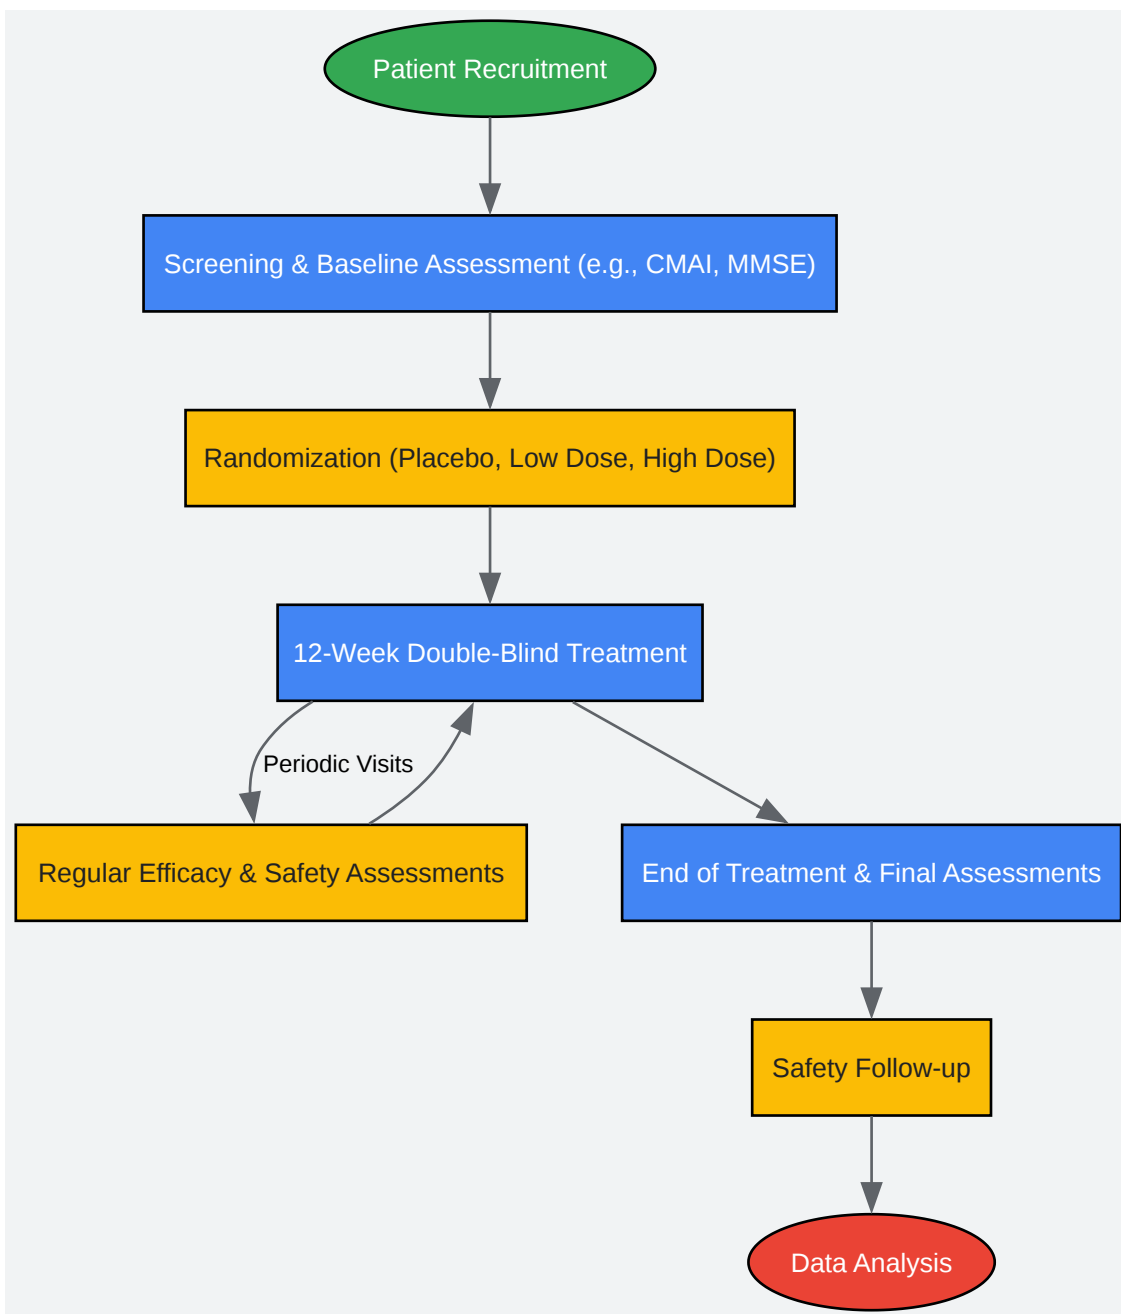 Patient Recruitment
Screening & Baseline Assessment (e.g., CMAI, MMSE)
Randomization (Placebo, Low Dose, High Dose)
12-Week Double-Blind Treatment
Periodic Visits
Regular Efficacy & Safety Assessments
End of Treatment & Final Assessments
Safety Follow-up
Data Analysis